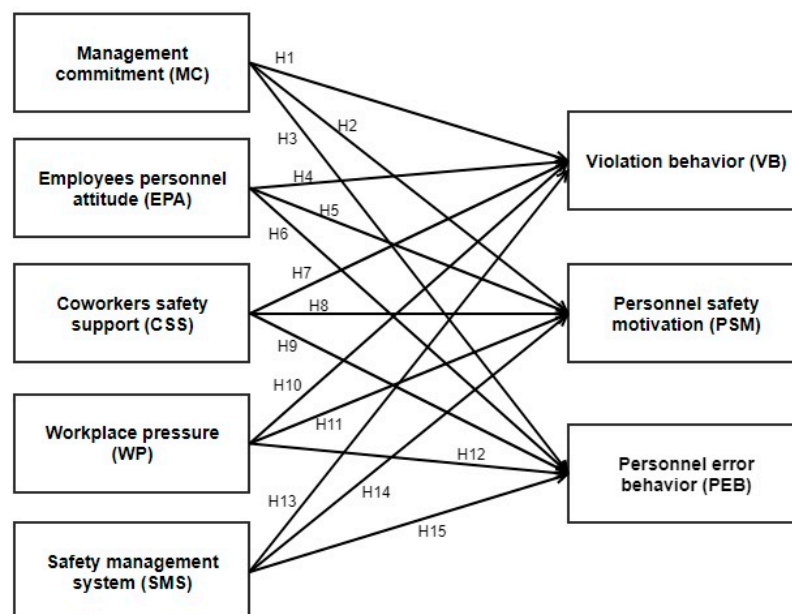 Management
commitment (MC)
Employees personnel
attitude (EPA)
Coworkers safety
support (CSS)
Workplace pressure
(WP)
Safety management
system (SMS)
H1
H2
H3
H4
H5
H6
H7
H8
H9
H10
H11
H12
H13
H14
H15
Violation behavior (VB)
Personnel safety
motivation (PSM)
Personnel error
behavior (PEB)